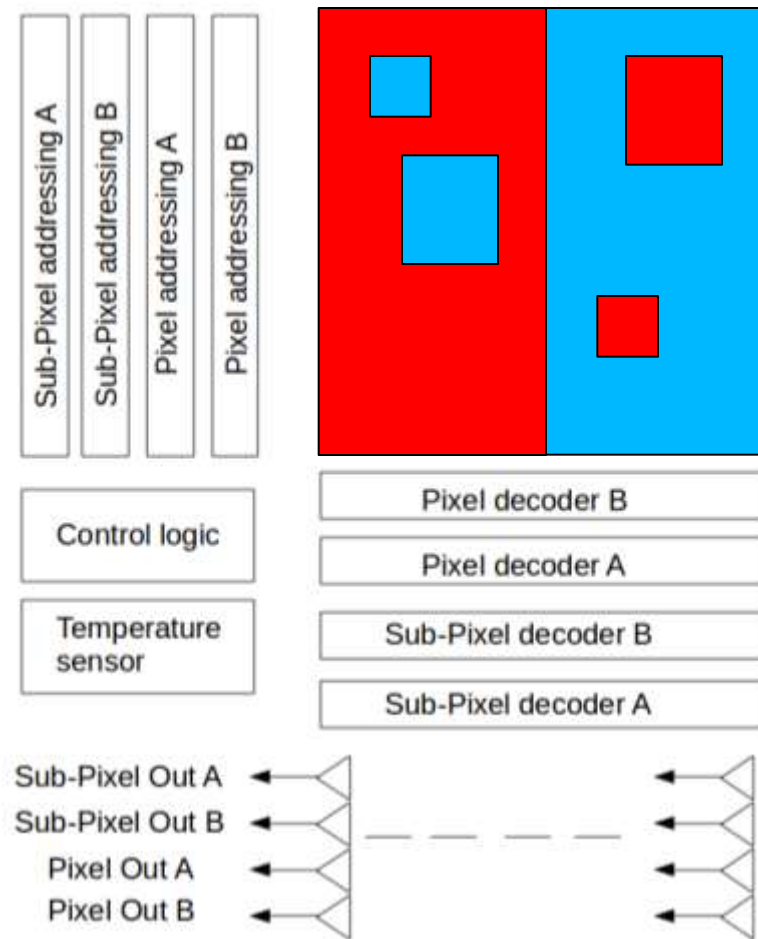 Sub-Pixel addressing A
Sub-Pixel addressing B
Pixel addressing A
Pixel addressing B
Pixel decoder B
Control logic
Pixel decoder A
Temperature
sensor
Sub-Pixel decoder B
Sub-Pixel decoder A
Sub-Pixel Out A
Sub-Pixel Out B
Pixel Out A
Pixel Out B